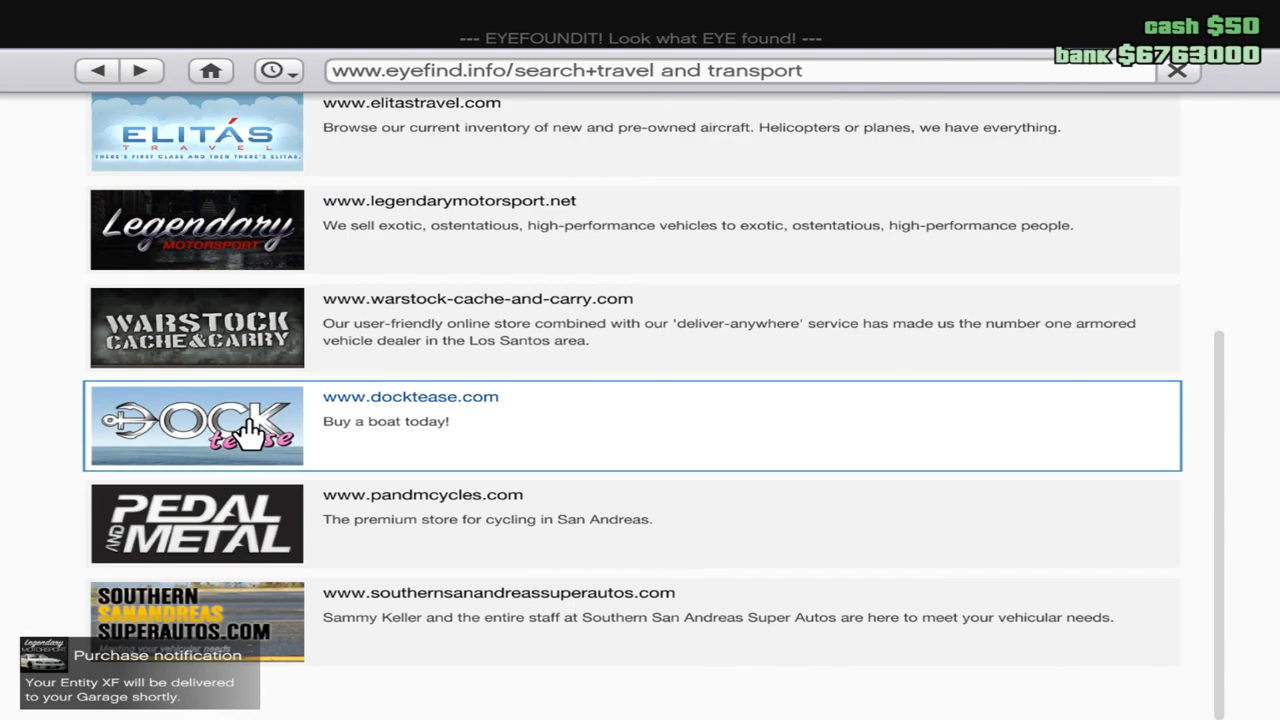 cash $50
--- EYEFOUNDIT! Look what EYE found! ---
bank $6763000
www.eyefind.info/search+travel and transport
www.elitastravel.com
ELITÁS
TRAVEL
THERE'S FIRST CLASS AND THEN THERE'S ELITAS.
Browse our current inventory of new and pre-owned aircraft. Helicopters or planes, we have everything.
www.legendarymotorsport.net
Legendary
MOTORSPORT
We sell exotic, ostentatious, high-performance vehicles to exotic, ostentatious, high-performance people.
www.warstock-cache-and-carry.com
WARSTOCK
CACHE&CARRY
Our user-friendly online store combined with our 'deliver-anywhere' service has made us the number one armored
vehicle dealer in the Los Santos area.
www.docktease.com
DOCK
tease
Buy a boat today!
www.pandmcycles.com
PEDAL
AND METAL
The premium store for cycling in San Andreas.
www.southernsanandreassuperautos.com
SOUTHERN
SANANDREAS
SUPERAUTOS.COM
Meeting your vehicular needs
Sammy Keller and the entire staff at Southern San Andreas Super Autos are here to meet your vehicular needs.
Legendary
MOTORSPORT
Purchase notification
Your Entity XF will be delivered
to your Garage shortly.